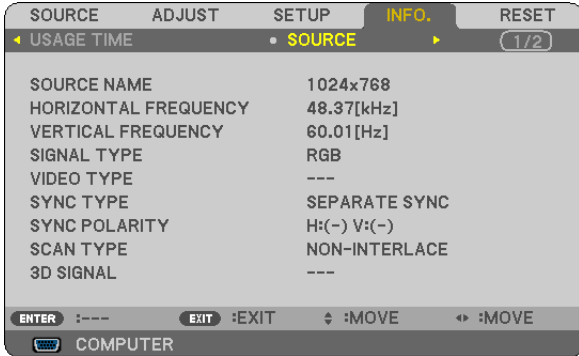 SOURCE ADJUST SETUP INFO. RESET
USAGE TIME SOURCE 1/2
SOURCE NAME 1024x768
HORIZONTAL FREQUENCY 48.37[kHz]
VERTICAL FREQUENCY 60.01[Hz]
SIGNAL TYPE RGB
VIDEO TYPE ---
SYNC TYPE SEPARATE SYNC
SYNC POLARITY H:(-) V:(-)
SCAN TYPE NON-INTERLACE
3D SIGNAL ---
ENTER :--- EXIT :EXIT :MOVE :MOVE
COMPUTER